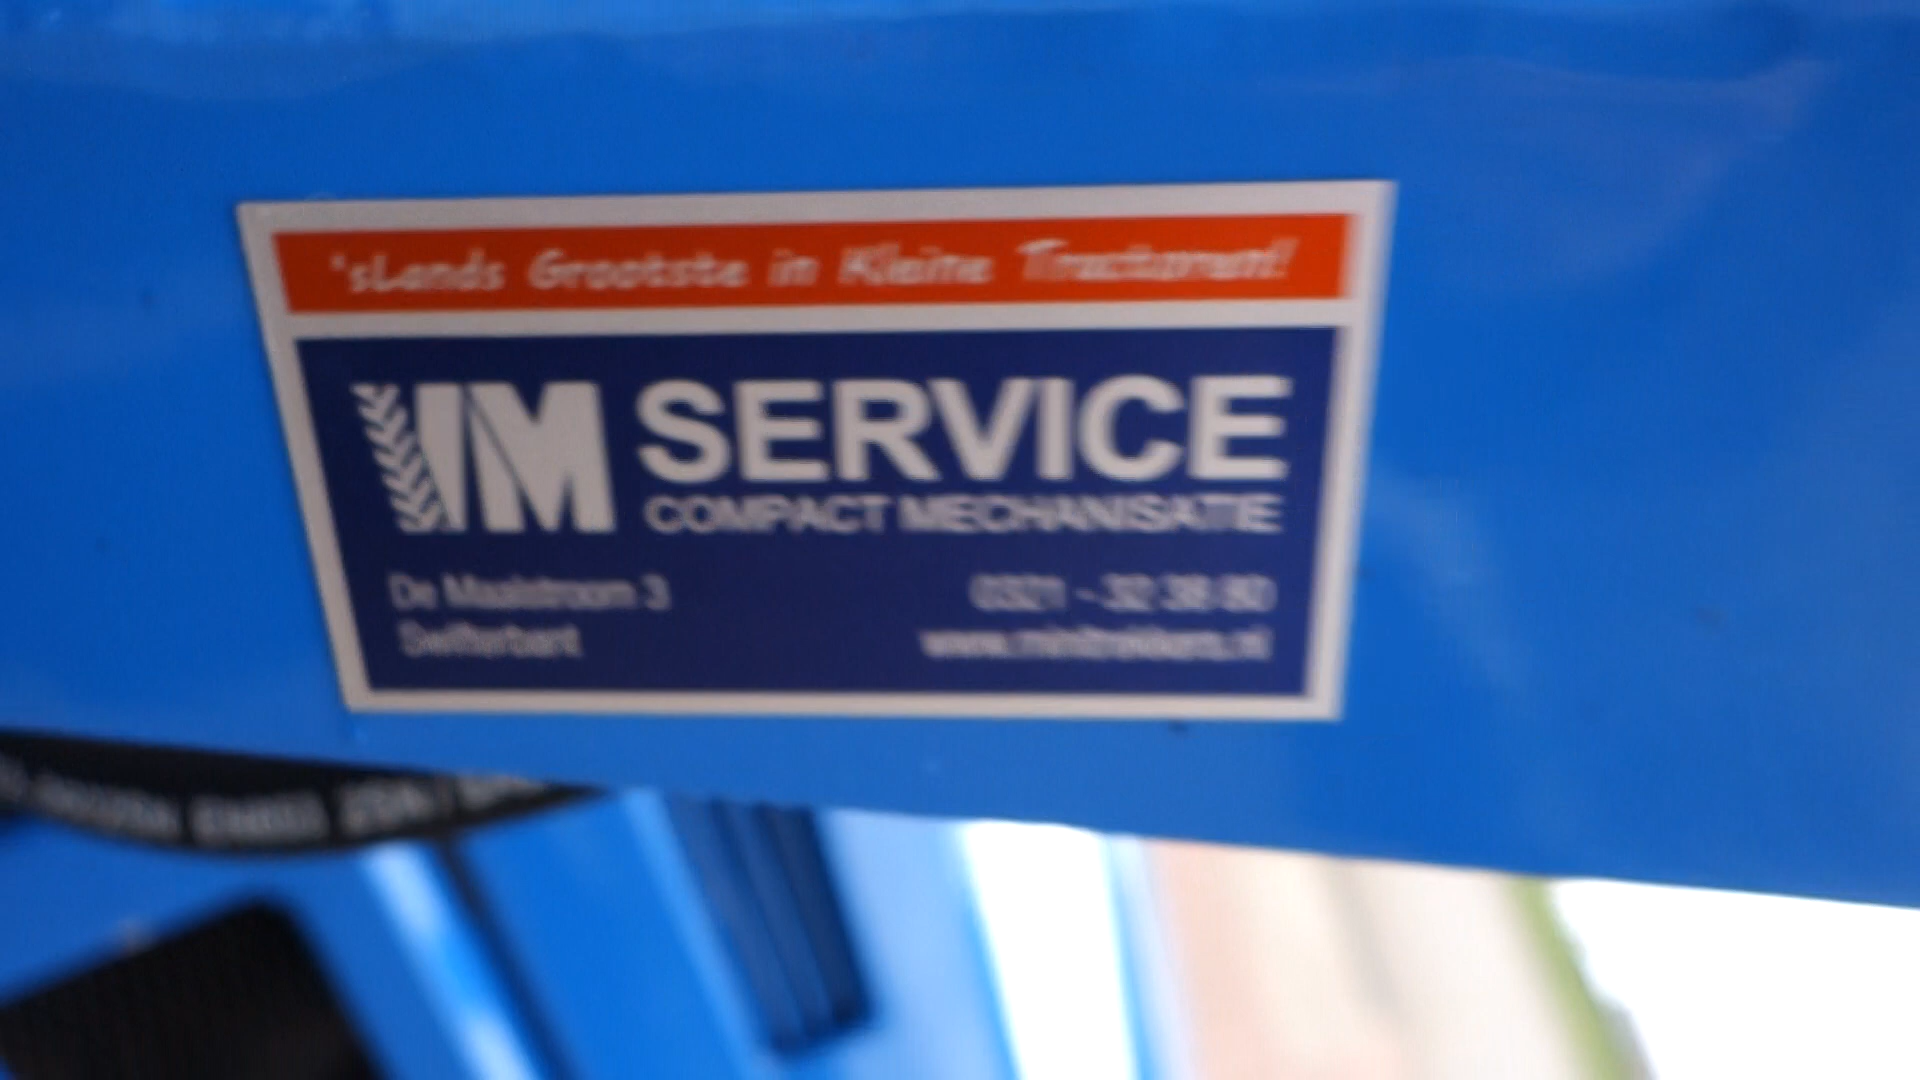 'sLands Grootste in Kleine Tractoren!
IM SERVICE
COMPACT MECHANISATIE
De Maalstroom 3
0321 - 32 38 80
Swifterbant
www.minitrekkers.nl